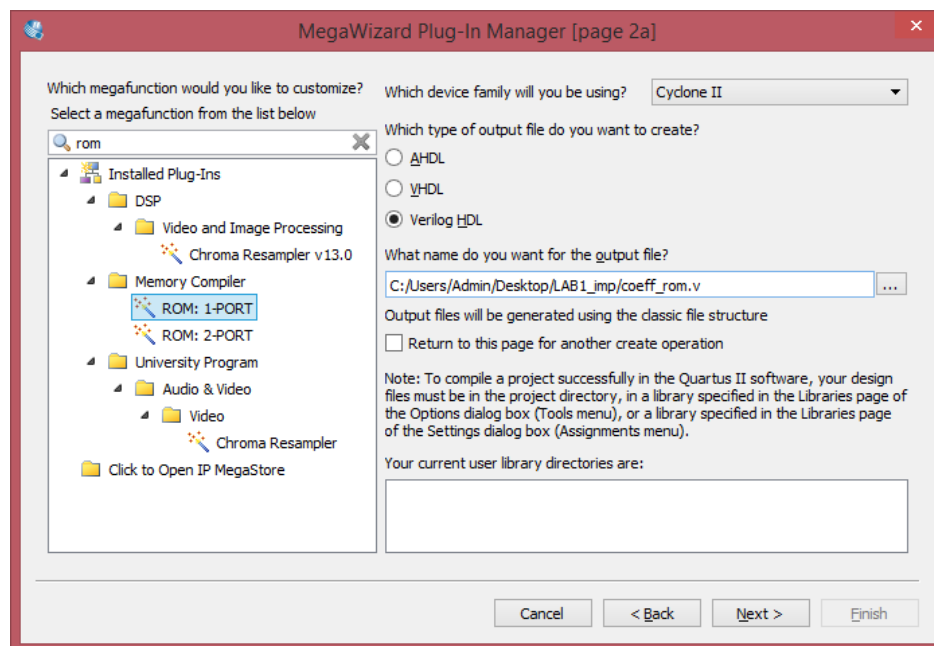 MegaWizard Plug-In Manager [page 2a]
Which megafunction would you like to customize?
Select a megafunction from the list below
rom
Installed Plug-Ins
DSP
Video and Image Processing
Chroma Resampler v13.0
Memory Compiler
ROM: 1-PORT
ROM: 2-PORT
University Program
Audio & Video
Video
Chroma Resampler
Click to Open IP MegaStore
Which device family will you be using? Cyclone II
Which type of output file do you want to create?
AHDL
VHDL
Verilog HDL
What name do you want for the output file?
C:/Users/Admin/Desktop/LAB1_imp/coeff_rom.v ...
Output files will be generated using the classic file structure
Return to this page for another create operation
Note: To compile a project successfully in the Quartus II software, your design
files must be in the project directory, in a library specified in the Libraries page of
the Options dialog box (Tools menu), or a library specified in the Libraries page
of the Settings dialog box (Assignments menu).
Your current user library directories are:
Cancel < Back Next > Finish